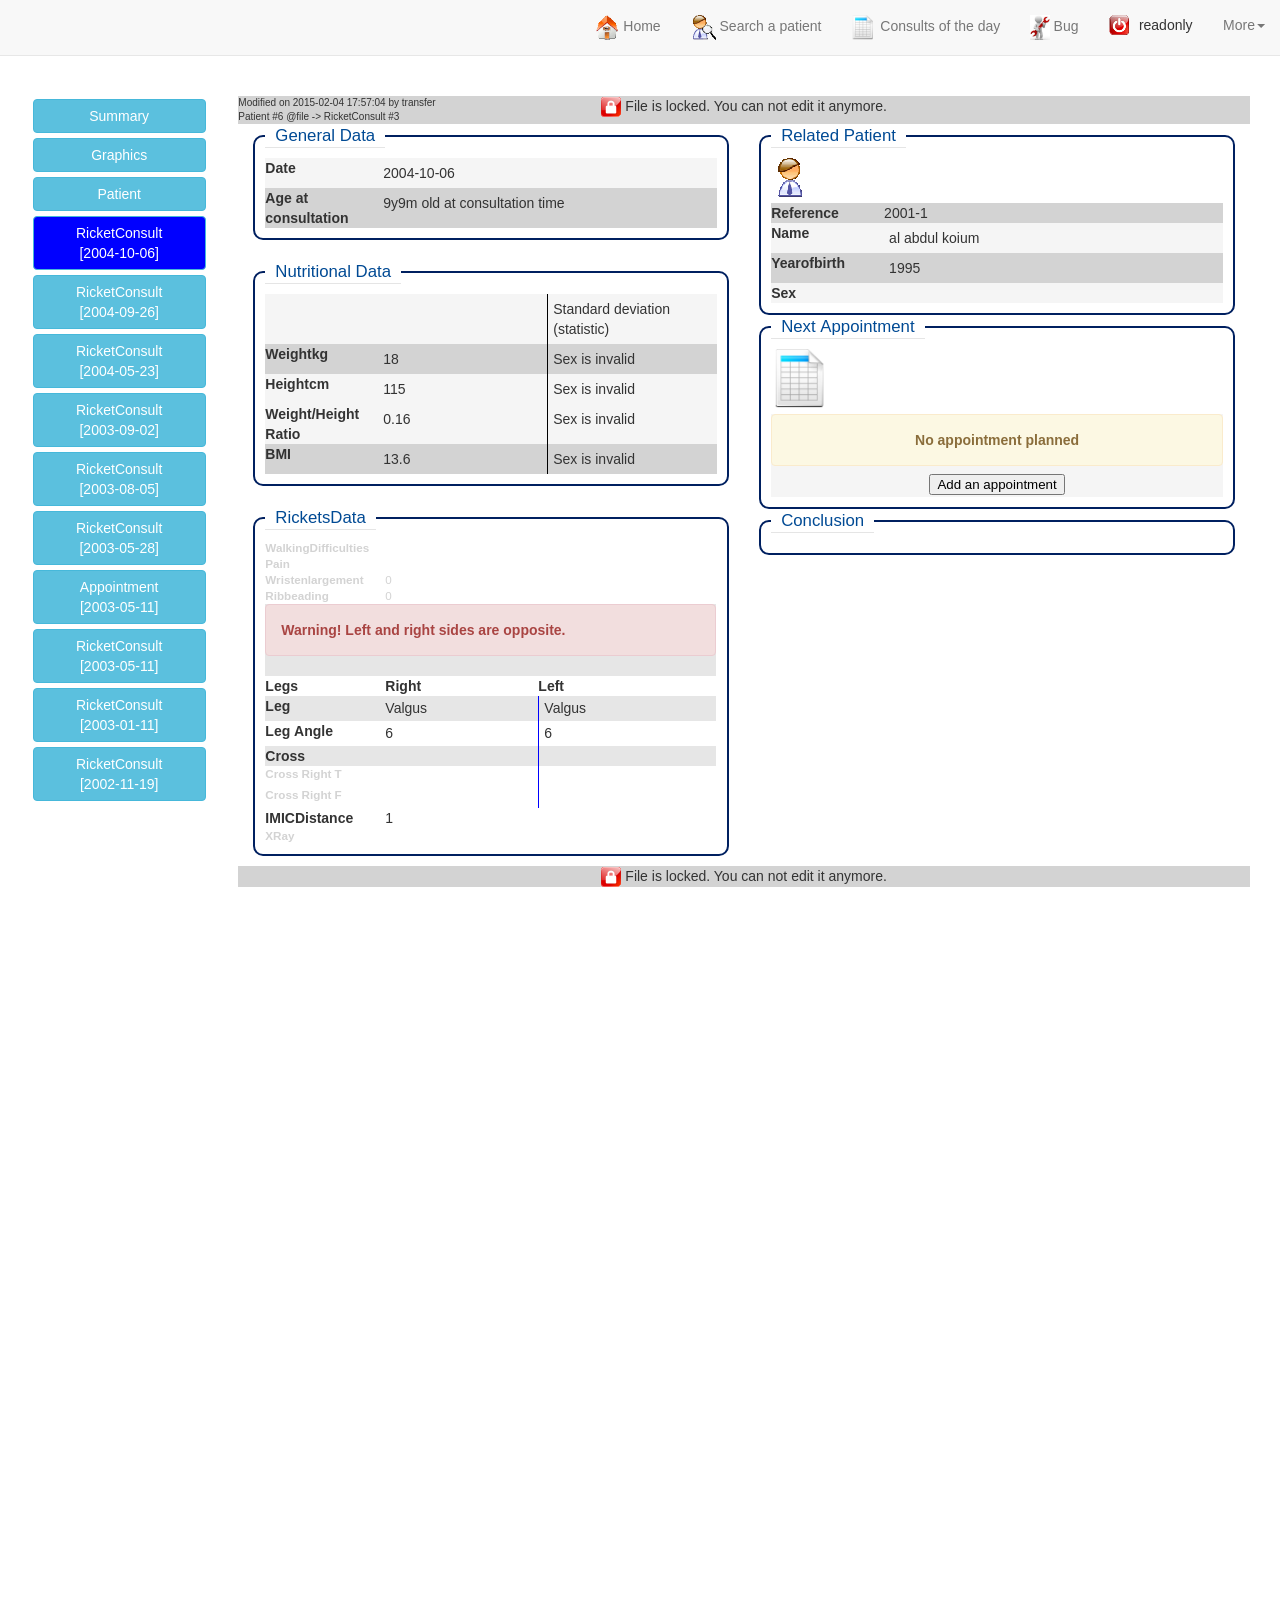 Home
Search a patient
Consults of the day
Bug
readonly
More
Summary
Graphics
Patient
RicketConsult
[2004-10-06]
RicketConsult
[2004-09-26]
RicketConsult
[2004-05-23]
RicketConsult
[2003-09-02]
RicketConsult
[2003-08-05]
RicketConsult
[2003-05-28]
Appointment
[2003-05-11]
RicketConsult
[2003-05-11]
RicketConsult
[2003-01-11]
RicketConsult
[2002-11-19]
Modified on 2015-02-04 17:57:04 by transfer
Patient #6 @file -> RicketConsult #3
File is locked. You can not edit it anymore.
General Data
Date 2004-10-06
Age at
consultation 9y9m old at consultation time
Nutritional Data
Standard deviation
(statistic)
Weightkg 18 Sex is invalid
Heightcm 115 Sex is invalid
Weight/Height
Ratio 0.16 Sex is invalid
BMI 13.6 Sex is invalid
RicketsData
WalkingDifficulties
Pain
Wristenlargement 0
Ribbeading 0
Warning! Left and right sides are opposite.
Legs Right Left
Leg Valgus Valgus
Leg Angle 6 6
Cross
Cross Right T
Cross Right F
IMICDistance 1
XRay
Related Patient
Reference 2001-1
Name al abdul koium
Yearofbirth 1995
Sex
Next Appointment
No appointment planned
Add an appointment
Conclusion
File is locked. You can not edit it anymore.